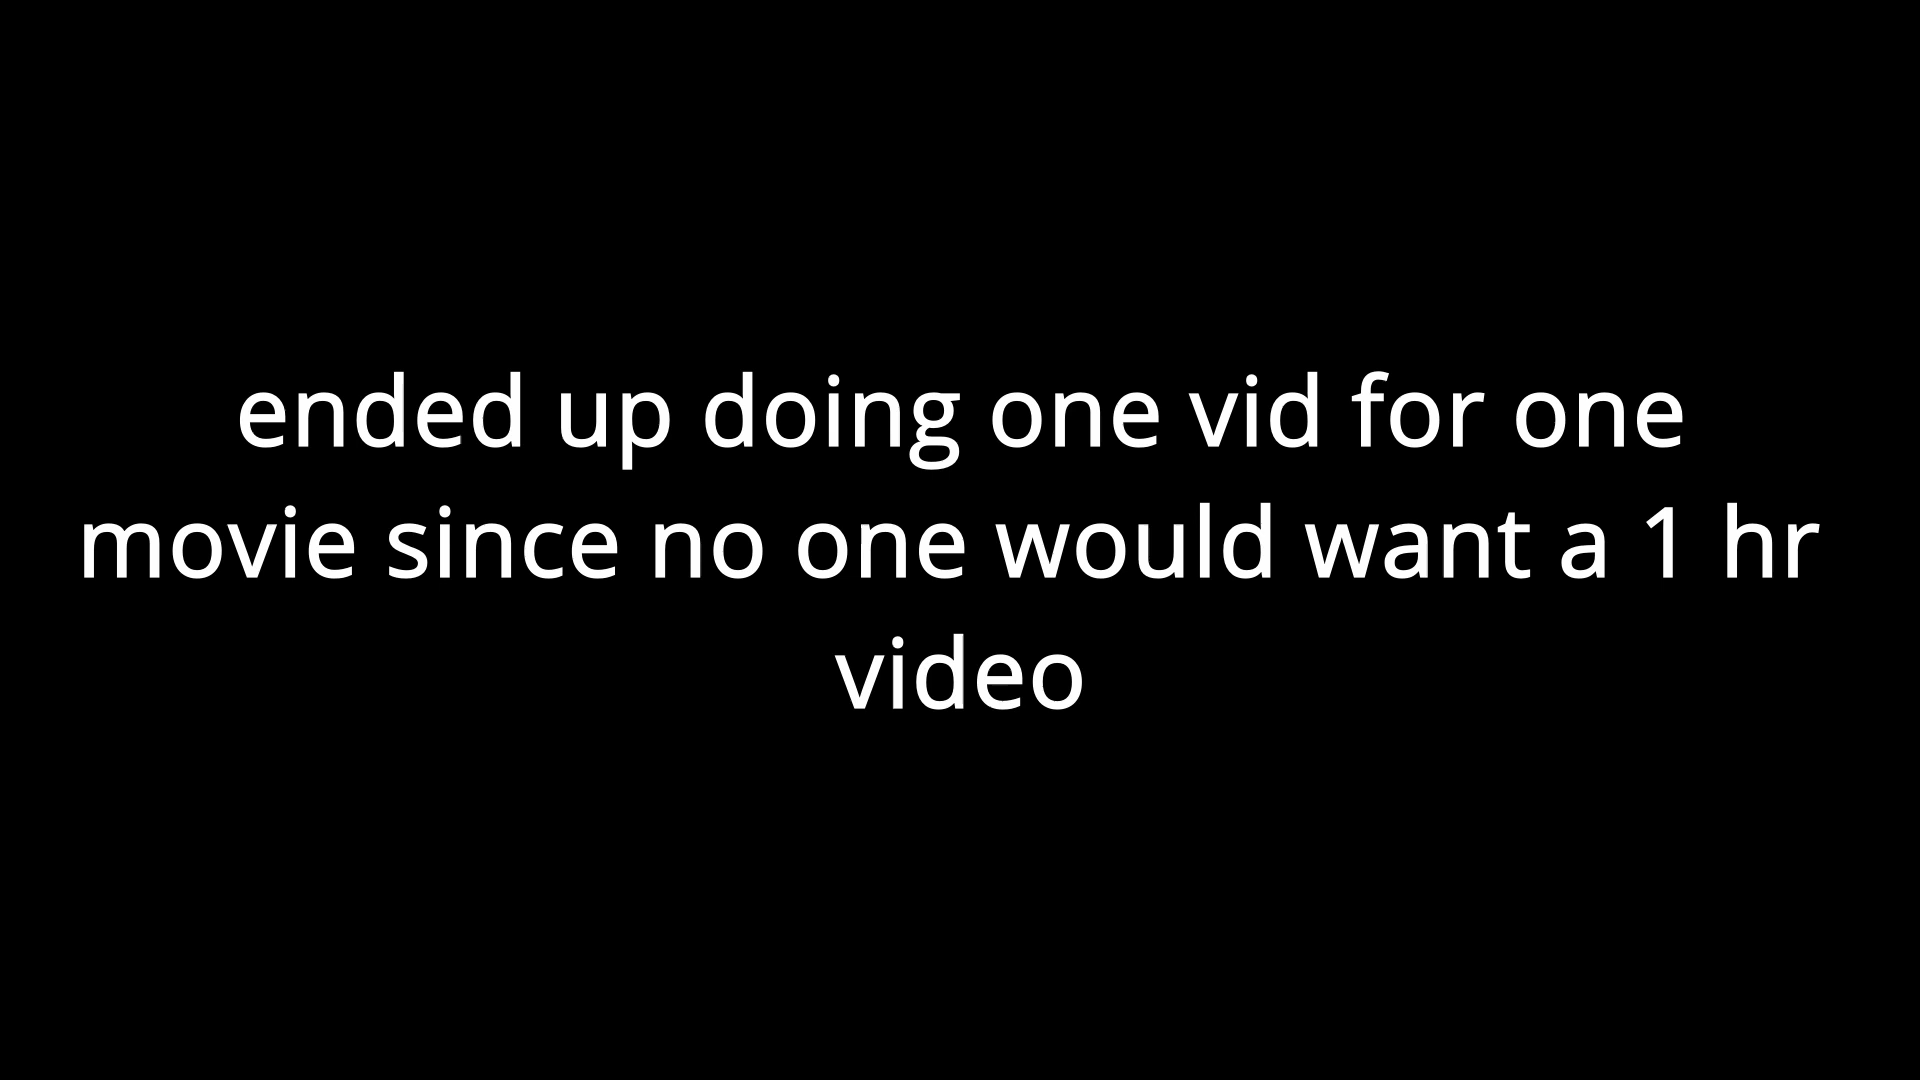 ended up doing one vid for one
movie since no one would want a 1 hr
video